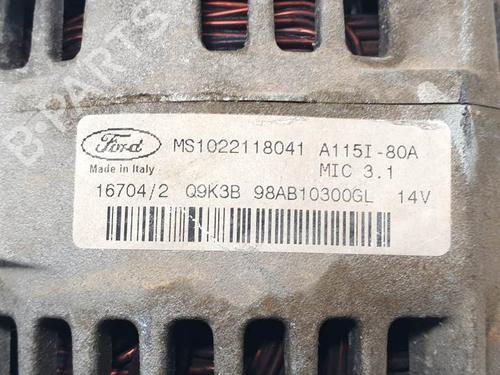 B-PARTS
Ford MS1022118041 A115I-80A
Made in Italy MIC 3.1
16704/2 Q9K3B 98AB10300GL 14V